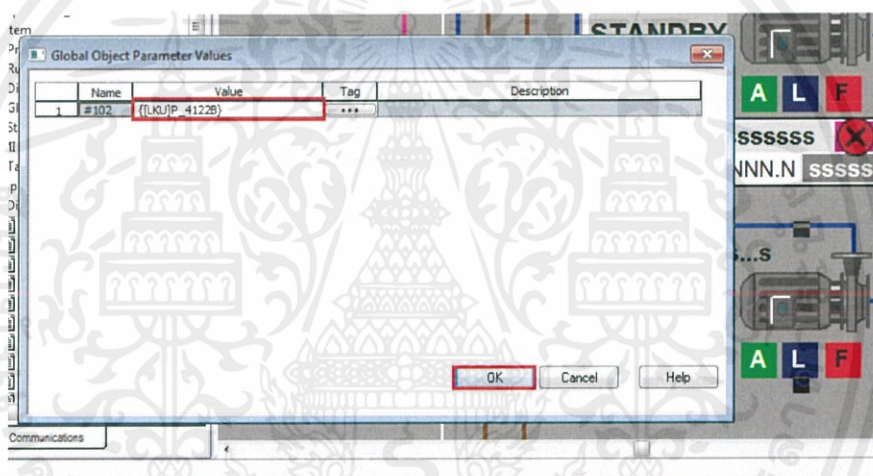 tem
STANDBY
Global Object Parameter Values
Name Value Tag Description
1 #102 {[LKU]P_4122B}
A L F
ssssss
NNN.N sssss
...s
OK Cancel Help
A L F
Communications